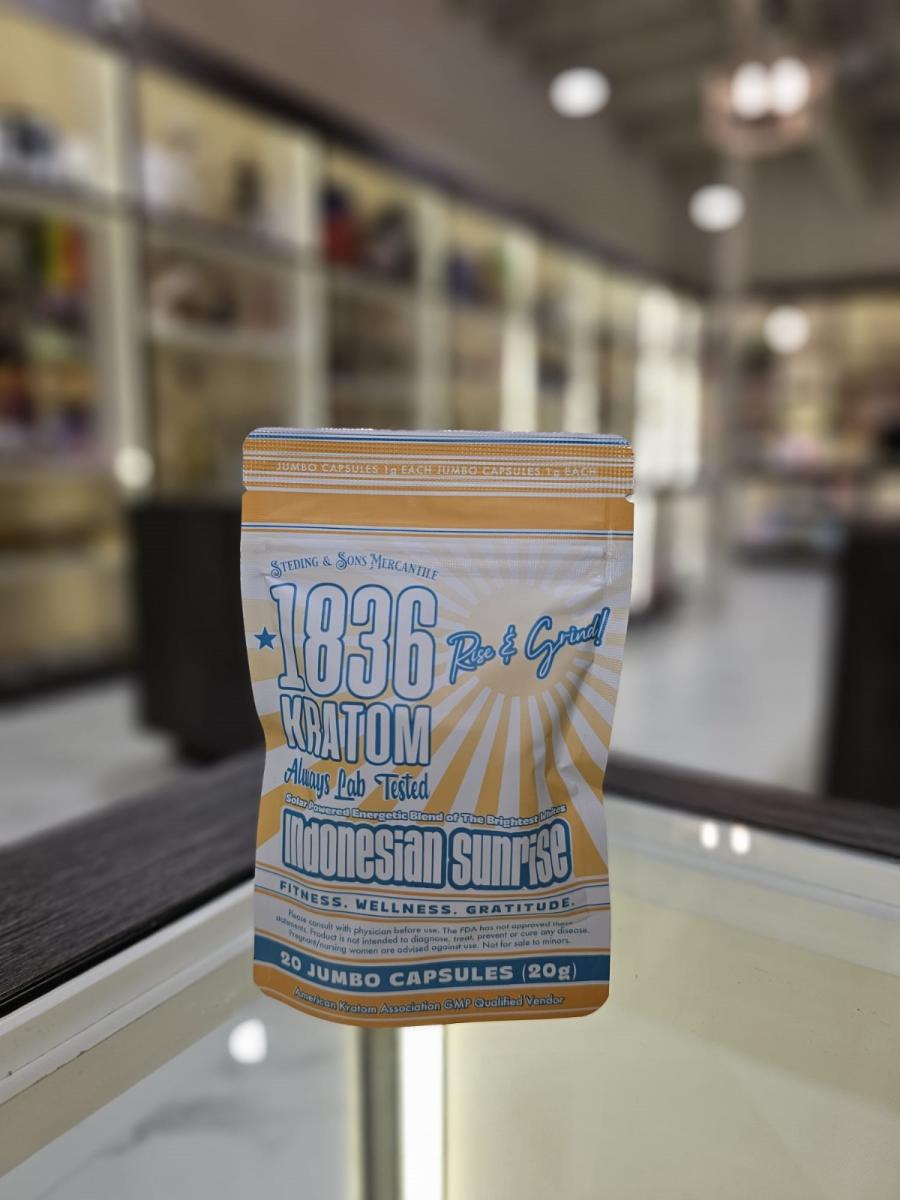 JUMBO CAPSULES 1g EACH JUMBO CAPSULES 1g EACH
STEDING & SONS MERCANTILE
1836
Rise & Grind!
KRATOM
Always Lab Tested
Solar Powered Energetic Blend of The Brightest Whites
Indonesian Sunrise
FITNESS. WELLNESS. GRATITUDE.
Please consult with physician before use. The FDA has not approved these
statements. Product is not intended to diagnose, treat, prevent or cure any disease.
Pregnant/nursing women are advised against use. Not for sale to minors.
20 JUMBO CAPSULES (20g)
American Kratom Association GMP Qualified Vendor